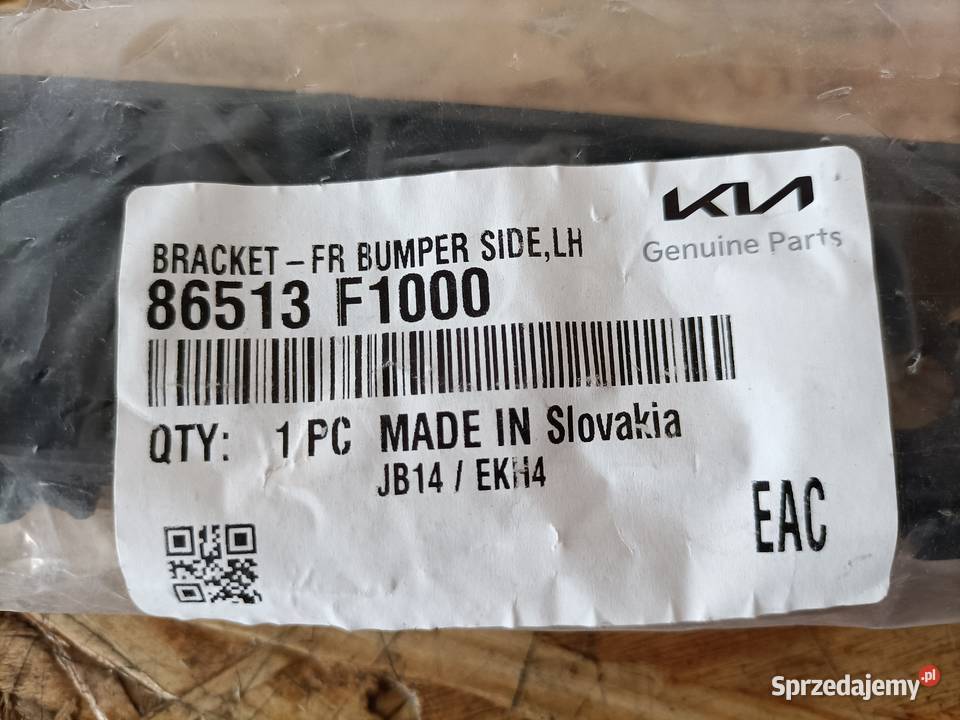 KIA
Genuine Parts
BRACKET-FR BUMPER SIDE,LH
86513 F1000
QTY: 1 PC MADE IN Slovakia
JB14 / EKH4
EAC
Sprzedajemy.pl